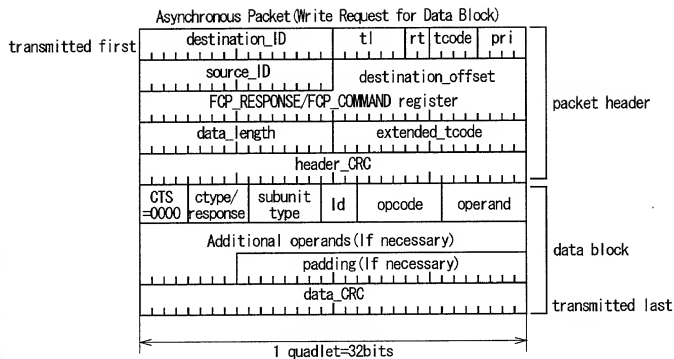 Asynchronous Packet(Write Request for Data Block)
transmitted first
destination_ID tl rt tcode pri
source_ID destination_offset
FCP_RESPONSE/FCP_COMMAND register
packet header
data_length extended_tcode
header_CRC
CTS =0000 ctype/ response subunit type Id opcode operand
Additional operands(If necessary)
data block
padding(If necessary)
data_CRC
transmitted last
1 quadlet=32bits